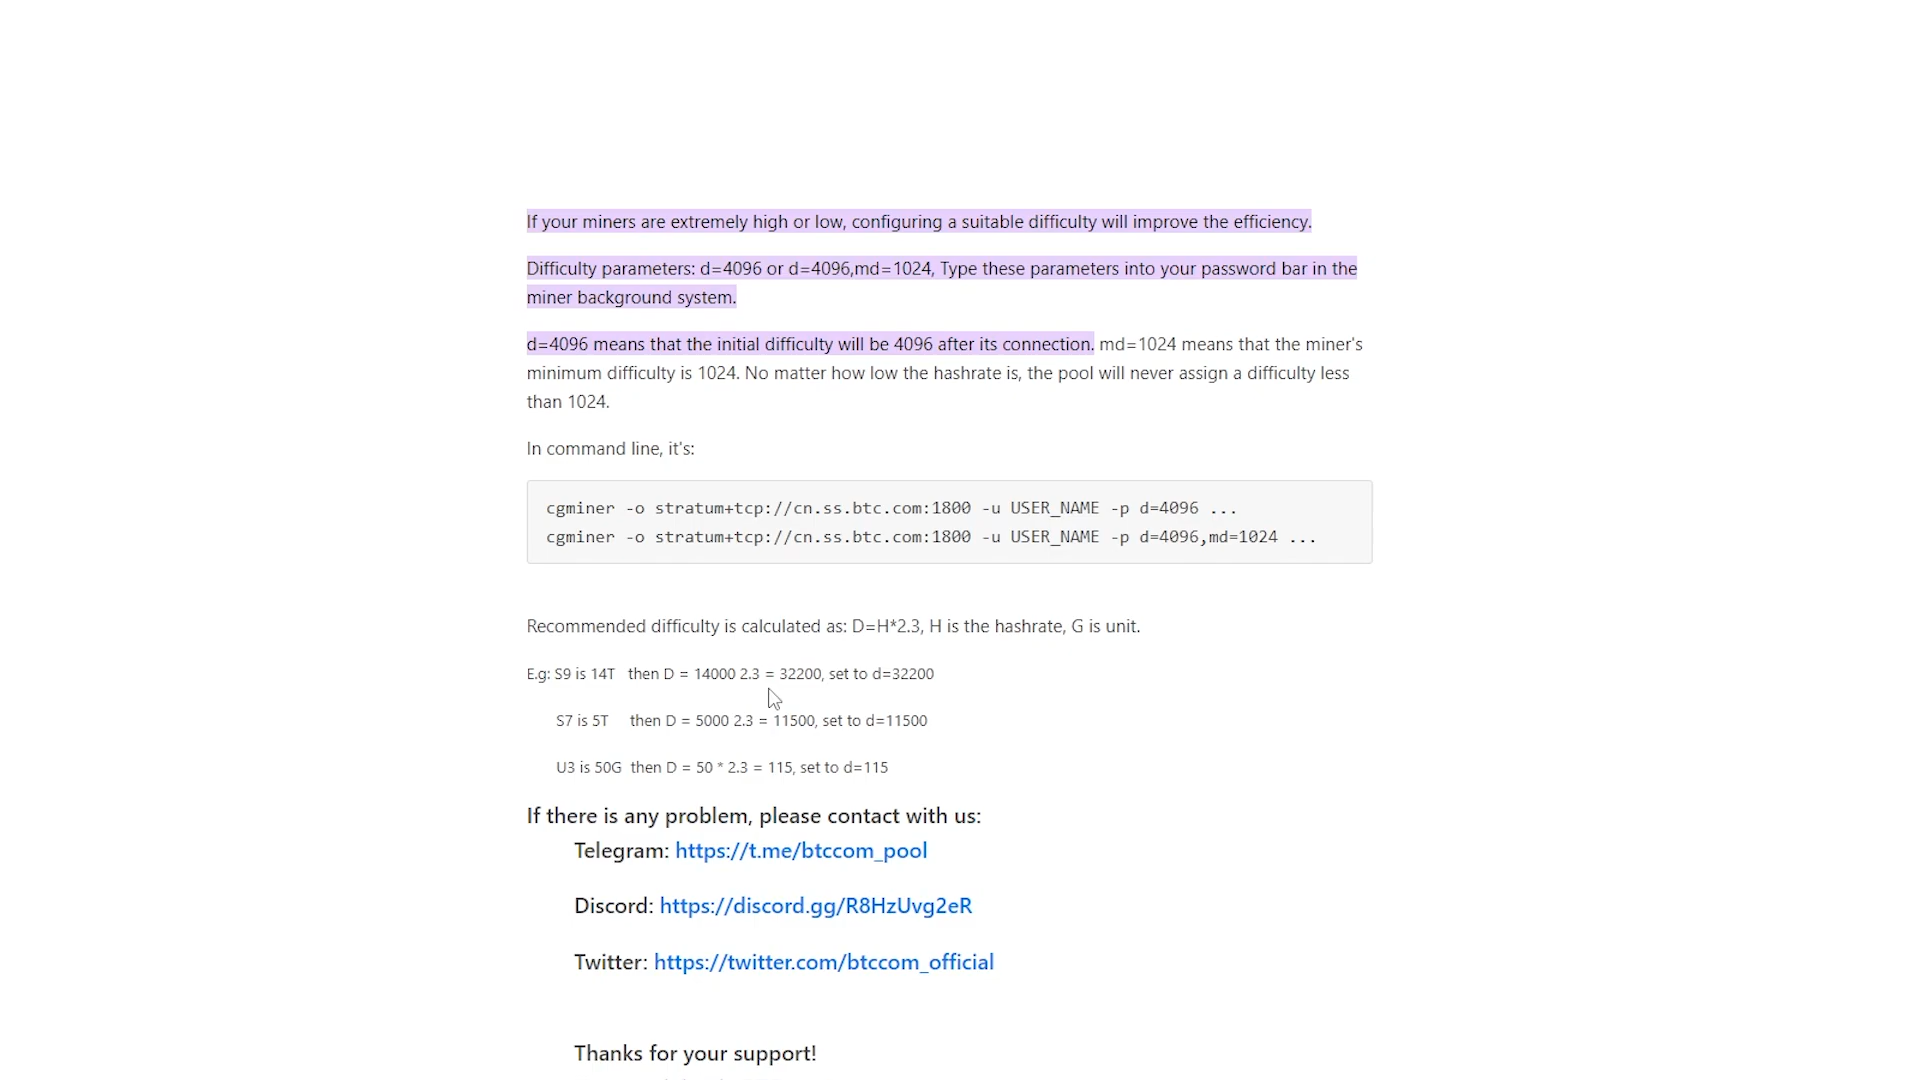 If your miners are extremely high or low, configuring a suitable difficulty will improve the efficiency.
Difficulty parameters: d=4096 or d=4096,md=1024, Type these parameters into your password bar in the
miner background system.
d=4096 means that the initial difficulty will be 4096 after its connection. md=1024 means that the miner's
minimum difficulty is 1024. No matter how low the hashrate is, the pool will never assign a difficulty less
than 1024.
In command line, it's:
cgminer -o stratum+tcp://cn.ss.btc.com:1800 -u USER_NAME -p d=4096 ...
cgminer -o stratum+tcp://cn.ss.btc.com:1800 -u USER_NAME -p d=4096,md=1024 ...
Recommended difficulty is calculated as: D=H*2.3, H is the hashrate, G is unit.
E.g: S9 is 14T then D = 14000 2.3 = 32200, set to d=32200
S7 is 5T then D = 5000 2.3 = 11500, set to d=11500
U3 is 50G then D = 50 * 2.3 = 115, set to d=115
If there is any problem, please contact with us:
Telegram: https://t.me/btccom_pool
Discord: https://discord.gg/R8HzUvg2eR
Twitter: https://twitter.com/btccom_official
Thanks for your support!